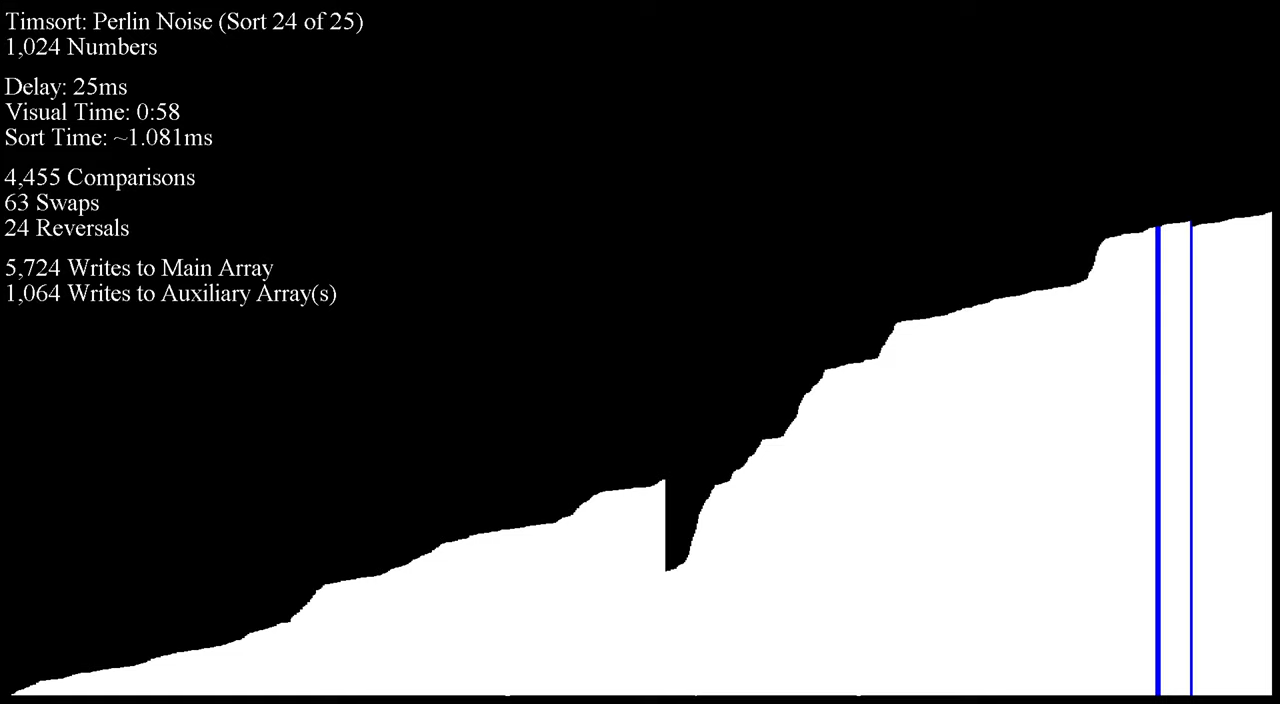 Timsort: Perlin Noise (Sort 24 of 25)
1,024 Numbers
Delay: 25ms
Visual Time: 0:58
Sort Time: ~1.081ms
4,455 Comparisons
63 Swaps
24 Reversals
5,724 Writes to Main Array
1,064 Writes to Auxiliary Array(s)